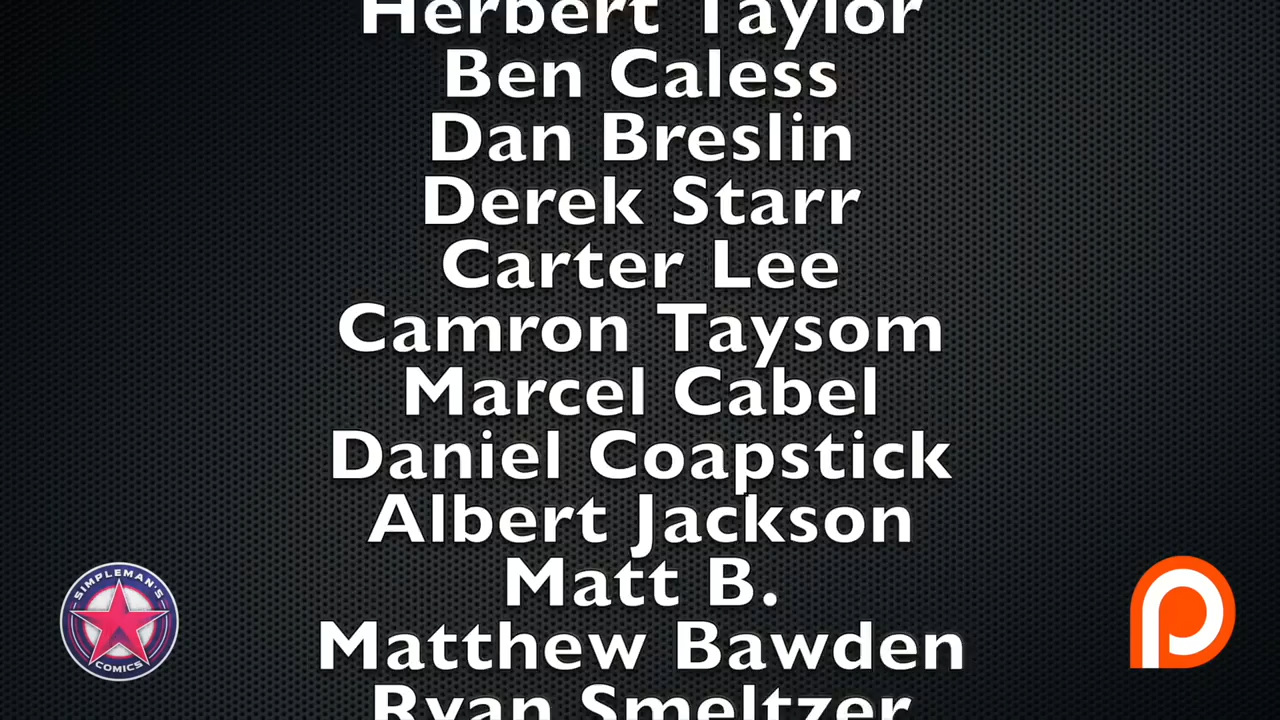 Herbert Taylor
Ben Caless
Dan Breslin
Derek Starr
Carter Lee
Camron Taysom
Marcel Cabel
Daniel Coapstick
Albert Jackson
Matt B.
Matthew Bawden
Ryan Smeltzer
SIMPLEMAN'S
COMICS